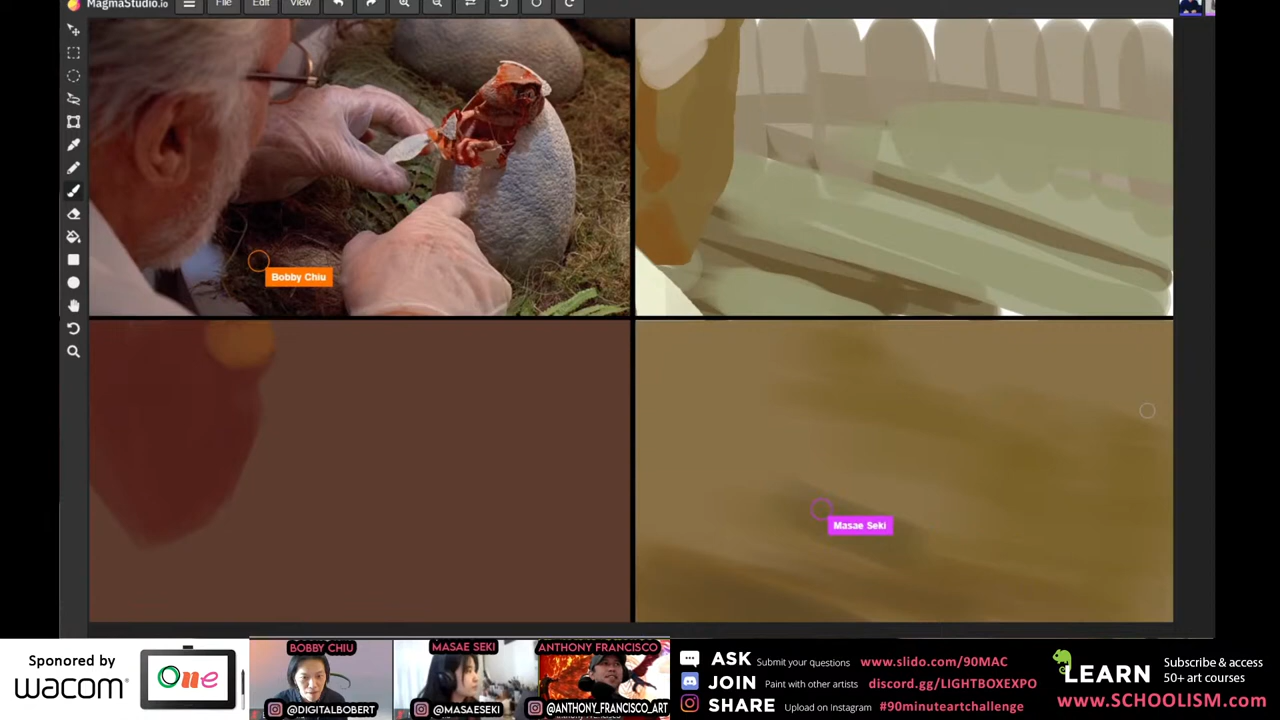 MagmaStudio.io
File
Edit
View
Bobby Chiu
Masae Seki
Sponored by
wacom
One
BOBBY CHIU
@DIGITALBOBERT
MASAE SEKI
@MASAESEKI
ANTHONY FRANCISCO
@ANTHONY_FRANCISCO_ART
ASK Submit your questions www.slido.com/90MAC
JOIN Paint with other artists discord.gg/LIGHTBOXEXPO
SHARE Upload on Instagram #90minuteartchallenge
LEARN Subscribe & access
50+ art courses
www.SCHOOLISM.com